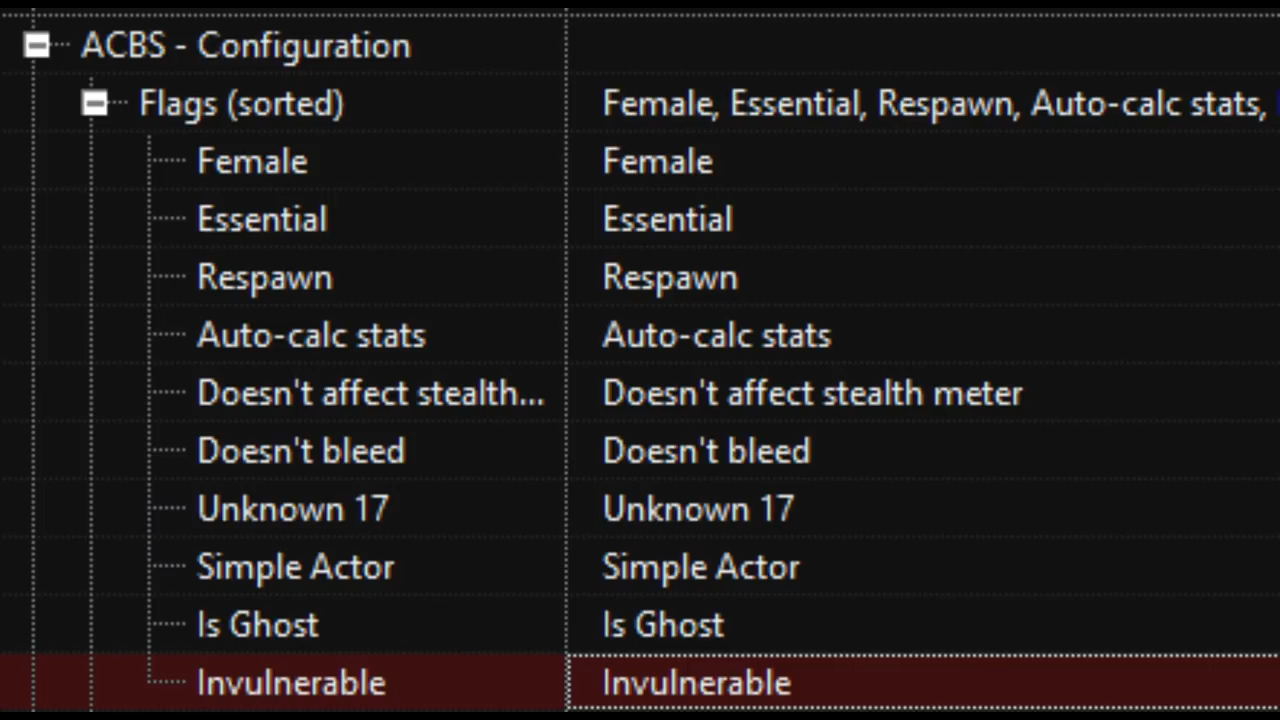 ACBS - Configuration
Flags (sorted) Female, Essential, Respawn, Auto-calc stats,
Female Female
Essential Essential
Respawn Respawn
Auto-calc stats Auto-calc stats
Doesn't affect stealth... Doesn't affect stealth meter
Doesn't bleed Doesn't bleed
Unknown 17 Unknown 17
Simple Actor Simple Actor
Is Ghost Is Ghost
Invulnerable Invulnerable